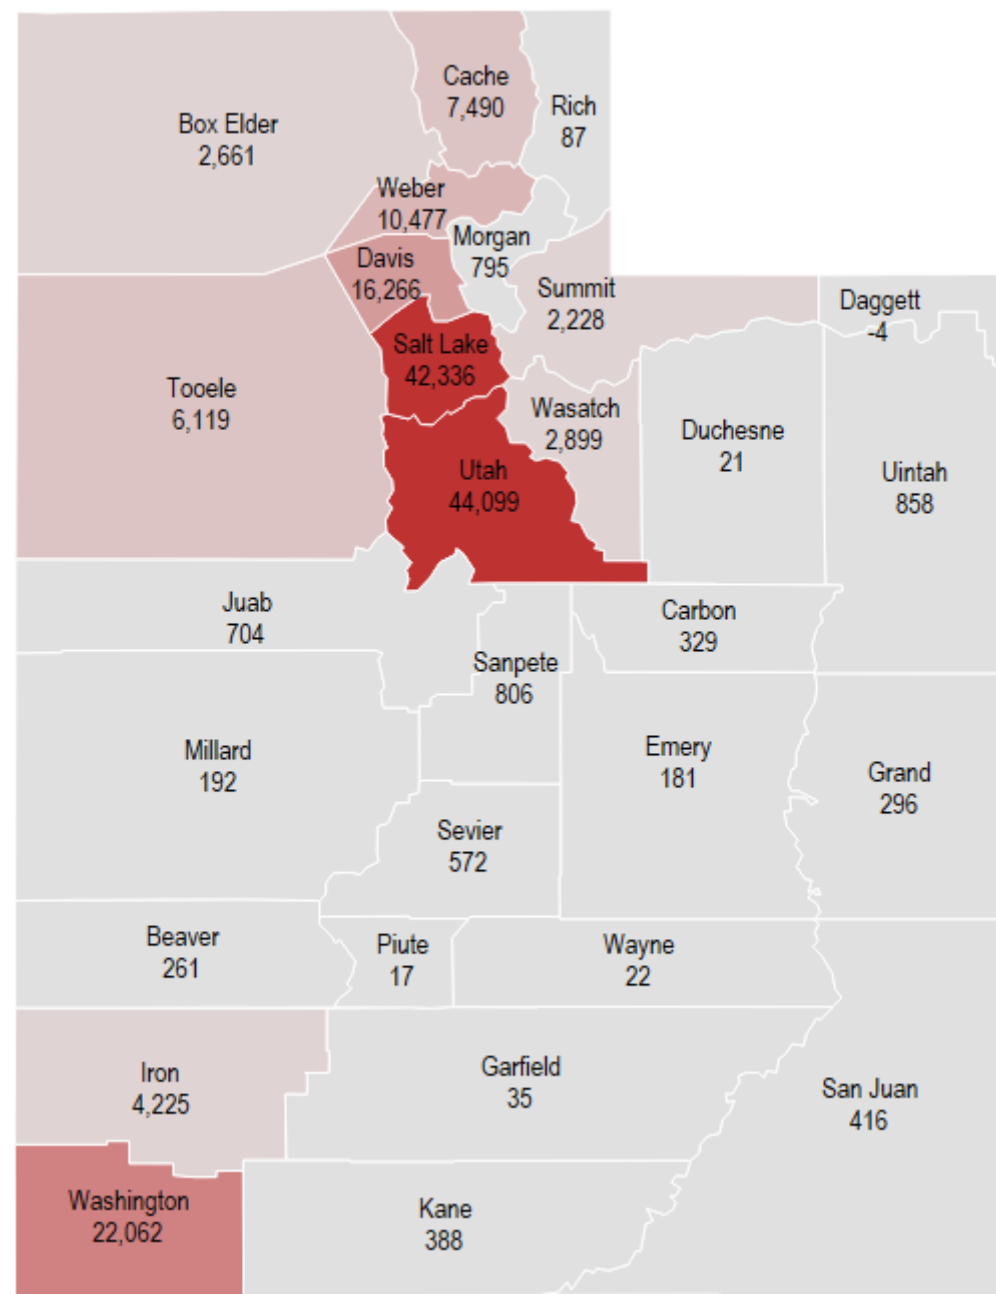 Cache
7,490
Rich
87
Box Elder
2,661
Weber
10,477
Morgan
795
Davis
16,266
Summit
2,228
Daggett
-4
Salt Lake
42,336
Tooele
6,119
Wasatch
2,899
Duchesne
21
Utah
44,099
Uintah
858
Juab
704
Carbon
329
Sanpete
806
Millard
192
Emery
181
Grand
296
Sevier
572
Beaver
261
Piute
17
Wayne
22
Iron
4,225
Garfield
35
San Juan
416
Washington
22,062
Kane
388